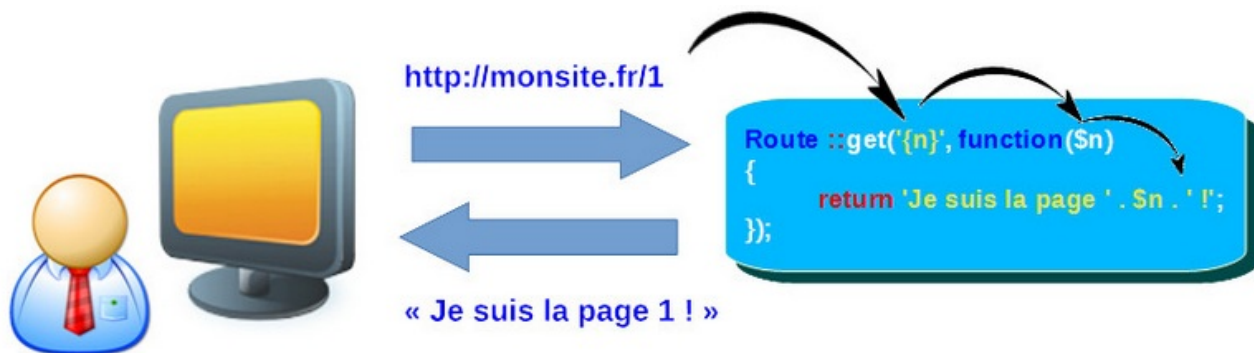 http://monsite.fr/1
Route ::get('{n}', function($n)
{
return 'Je suis la page ' . $n . ' !';
});
« Je suis la page 1 ! »